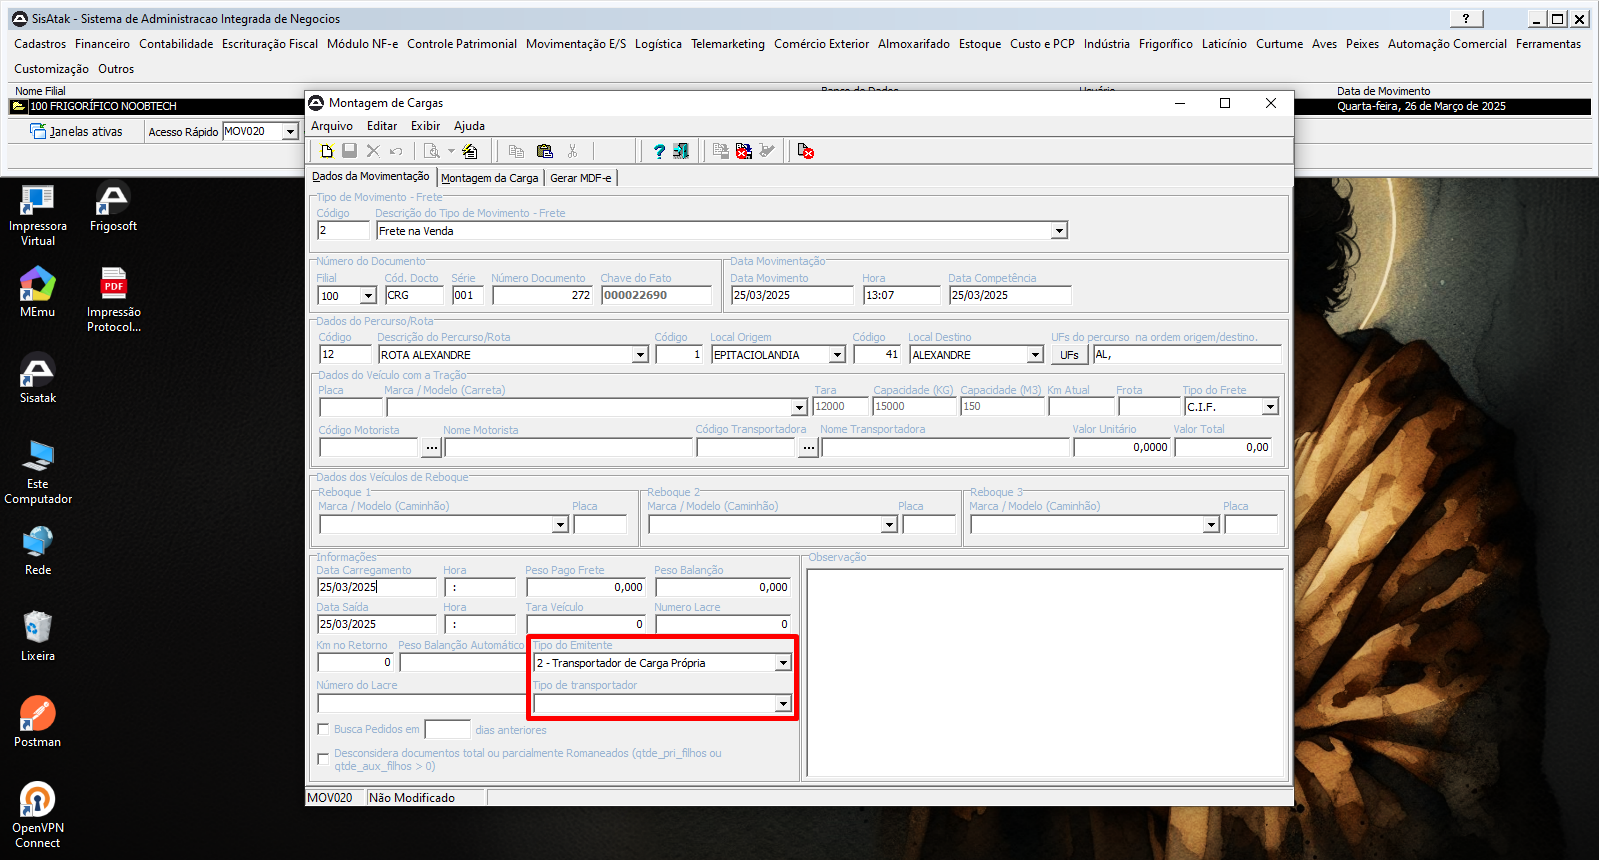 SisAtak - Sistema de Administracao Integrada de Negocios
?
Cadastros Financeiro Contabilidade Escrituração Fiscal Módulo NF-e Controle Patrimonial Movimentação E/S Logística Telemarketing Comércio Exterior Almoxarifado Estoque Custo e PCP Indústria Frigorífico Laticínio Curtume Aves Peixes Automação Comercial Ferramentas
Customização Outros
Nome Filial Banco de Dados Usuário Data de Movimento
100 FRIGORÍFICO NOOBTECH Quarta-feira, 26 de Março de 2025
Janelas ativas Acesso Rápido MOV020
Montagem de Cargas
Arquivo Editar Exibir Ajuda
Dados da Movimentação Montagem da Carga Gerar MDF-e
Tipo de Movimento - Frete
Código Descrição do Tipo de Movimento - Frete
2 Frete na Venda
Número do Documento Data Movimentação
Filial Cód. Docto Série Número Documento Chave do Fato Data Movimento Hora Data Competência
100 CRG 001 272 000022690 25/03/2025 13:07 25/03/2025
Dados do Percurso/Rota
Código Descrição do Percurso/Rota Código Local Origem Código Local Destino UFs do percurso na ordem origem/destino.
12 ROTA ALEXANDRE 1 EPITACIOLANDIA 41 ALEXANDRE UFs AL,
Dados do Veículo com a Tração
Placa Marca / Modelo (Carreta) Tara Capacidade (KG) Capacidade (M3) Km Atual Frota Tipo do Frete
12000 15000 150 C.I.F.
Código Motorista Nome Motorista Código Transportadora Nome Transportadora Valor Unitário Valor Total
... ... 0,0000 0,00
Dados dos Veículos de Reboque
Reboque 1 Reboque 2 Reboque 3
Marca / Modelo (Caminhão) Placa Marca / Modelo (Caminhão) Placa Marca / Modelo (Caminhão) Placa
Informações Observação
Data Carregamento Hora Peso Pago Frete Peso Balanção
25/03/2025 : 0,000 0,000
Data Saída Hora Tara Veículo Numero Lacre
25/03/2025 : 0 0
Km no Retorno Peso Balanção Automático Tipo do Emitente
0 2 - Transportador de Carga Própria
Número do Lacre Tipo de transportador
Busca Pedidos em dias anteriores
Desconsidera documentos total ou parcialmente Romaneados (qtde_pri_filhos ou
qtde_aux_filhos > 0)
MOV020 Não Modificado
Impressora
Virtual
Frigosoft
MEmu
PDF
Impressão
Protocol...
Sisatak
Este
Computador
Rede
Lixeira
Postman
OpenVPN
Connect